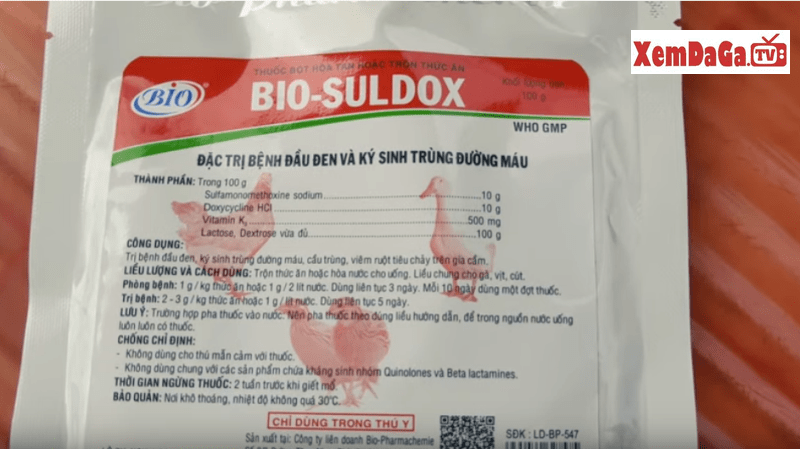 XemDaGa.TV
BIO
THUỐC BỘT HÒA TAN HOẶC TRỘN THỨC ĂN
BIO-SULDOX
Khối lượng
100 g
WHO GMP
ĐẶC TRỊ BỆNH ĐẦU ĐEN VÀ KÝ SINH TRÙNG ĐƯỜNG MÁU
THÀNH PHẦN: Trong 100 g
Sulfamonomethoxine sodium....10 g
Doxycycline HCl....10 g
Vitamin K3....500 mg
Lactose, Dextrose vừa đủ....100 g
CÔNG DỤNG:
Trị bệnh đầu đen, ký sinh trùng đường máu, cầu trùng, viêm ruột tiêu chảy trên gia cầm.
LIỀU LƯỢNG VÀ CÁCH DÙNG: Trộn thức ăn hoặc hòa nước cho uống. Liều chung cho gà, vịt, cút.
Phòng bệnh: 1 g / kg thức ăn hoặc 1 g / 2 lít nước. Dùng liên tục 3 ngày. Mỗi 10 ngày dùng một đợt thuốc.
Trị bệnh: 2 - 3 g / kg thức ăn hoặc 1 g / lít nước. Dùng liên tục 5 ngày.
LƯU Ý: Trường hợp pha thuốc vào nước: Nên pha thuốc theo đúng liều hướng dẫn, để trong nguồn nước uống
luôn luôn có thuốc.
CHỐNG CHỈ ĐỊNH:
- Không dùng cho thú mẫn cảm với thuốc.
- Không dùng chung với các sản phẩm chứa kháng sinh nhóm Quinolones và Beta lactamines.
THỜI GIAN NGỪNG THUỐC: 2 tuần trước khi giết mổ
BẢO QUẢN: Nơi khô thoáng, nhiệt độ không quá 30°C.
CHỈ DÙNG TRONG THÚ Y
Sản xuất tại: Công ty liên doanh Bio-Pharmachemie
SĐK : LD-BP-547